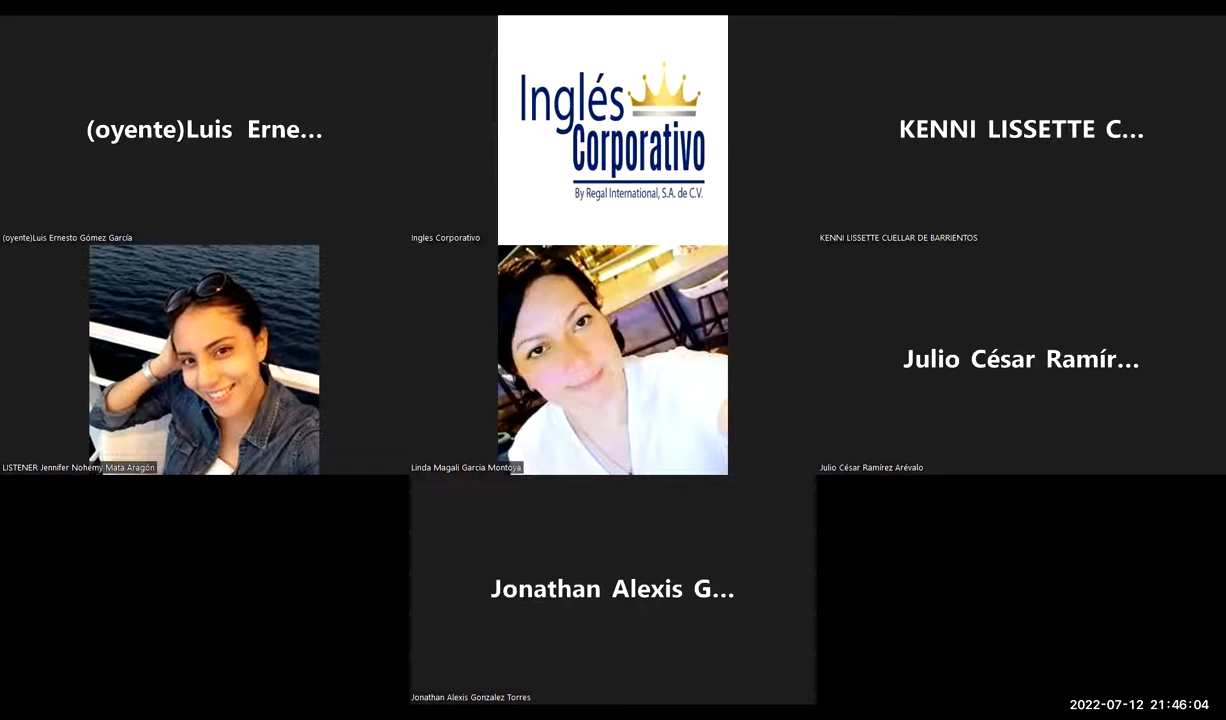 (oyente)Luis Erne...
Inglés
Corporativo
By Regal International, S.A. de C.V.
KENNI LISSETTE C...
(oyente)Luis Ernesto Gómez García
Ingles Corporativo
KENNI LISSETTE CUELLAR DE BARRIENTOS
Julio César Ramír...
LISTENER Jennifer Nohemy Mata Aragón
Linda Magali Garcia Montoya
Julio César Ramírez Arévalo
Jonathan Alexis G...
Jonathan Alexis Gonzalez Torres
2022-07-12 21:46:04